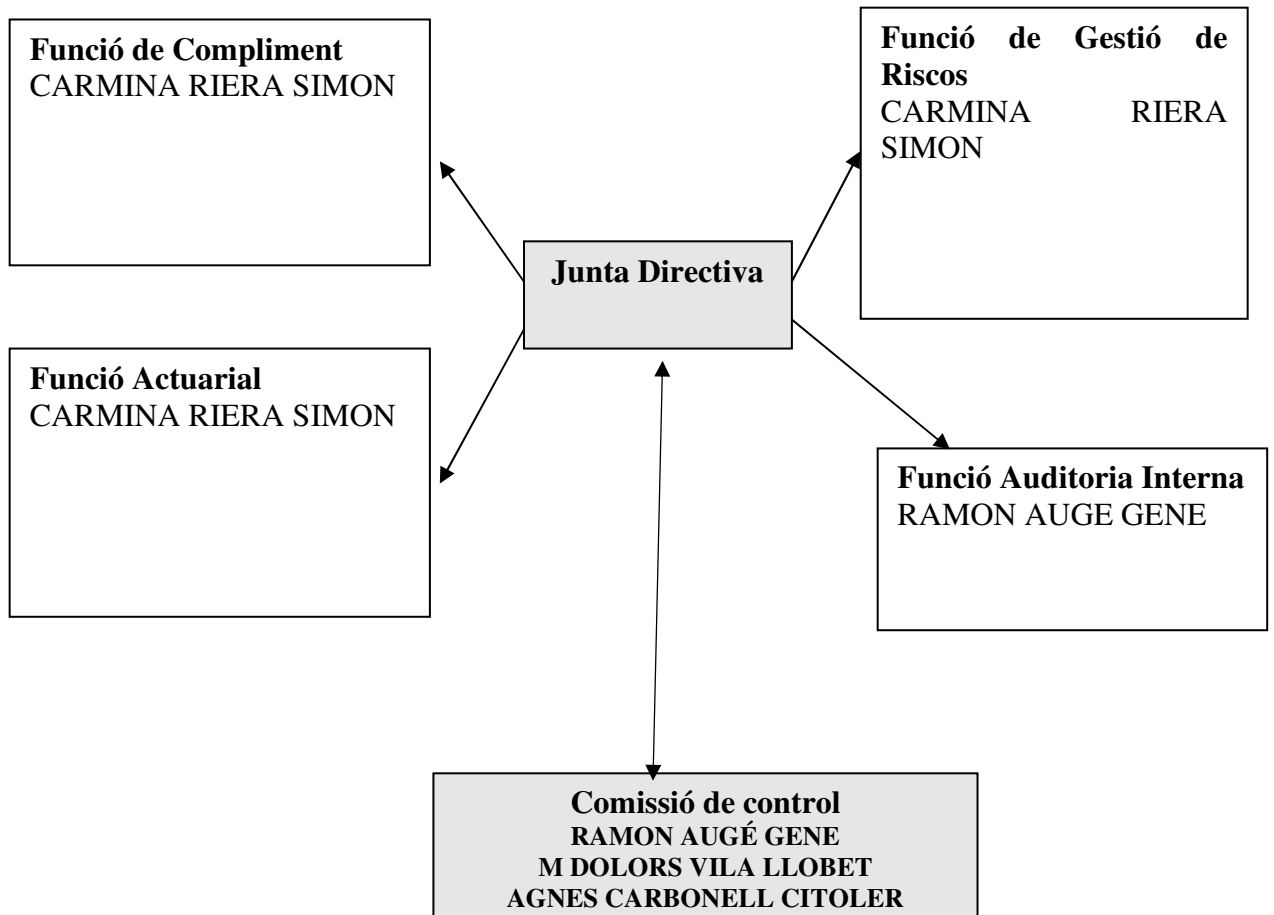 Funció de Compliment
CARMINA RIERA SIMON
Funció de Gestió de
Riscos
CARMINA RIERA
SIMON
Junta Directiva
Funció Actuarial
CARMINA RIERA SIMON
Funció Auditoria Interna
RAMON AUGE GENE
Comissió de control
RAMON AUGÉ GENE
M DOLORS VILA LLOBET
AGNES CARBONELL CITOLER